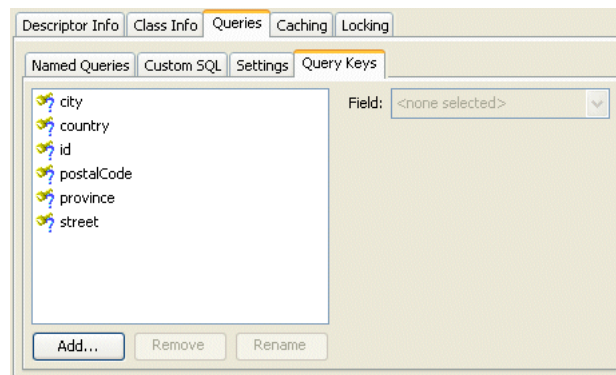 Descriptor Info Class Info Queries Caching Locking
Named Queries Custom SQL Settings Query Keys
city
country
id
postalCode
province
street
Field: <none selected>
Add... Remove Rename